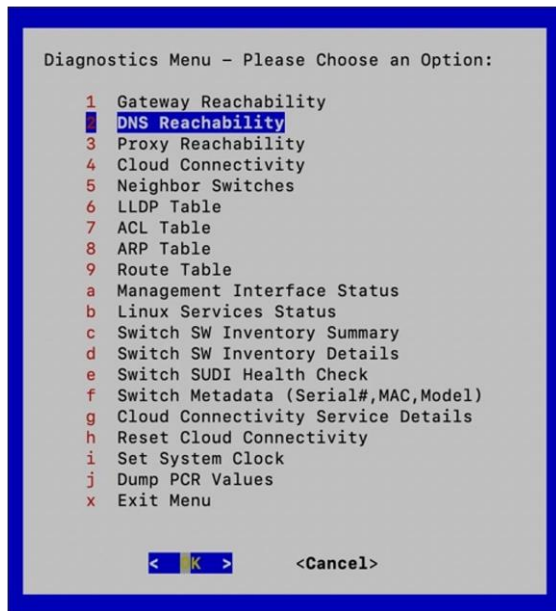 Diagnostics Menu – Please Choose an Option:
1 Gateway Reachability
2 DNS Reachability
3 Proxy Reachability
4 Cloud Connectivity
5 Neighbor Switches
6 LLDP Table
7 ACL Table
8 ARP Table
9 Route Table
a Management Interface Status
b Linux Services Status
c Switch SW Inventory Summary
d Switch SW Inventory Details
e Switch SUDI Health Check
f Switch Metadata (Serial#,MAC,Model)
g Cloud Connectivity Service Details
h Reset Cloud Connectivity
i Set System Clock
j Dump PCR Values
x Exit Menu
< OK > <Cancel>